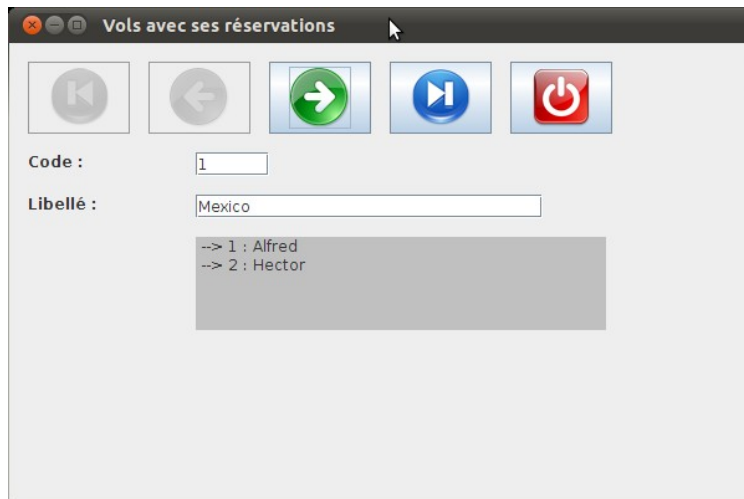 Vols avec ses réservations
Code :
1
Libellé :
Mexico
--> 1 : Alfred
--> 2 : Hector